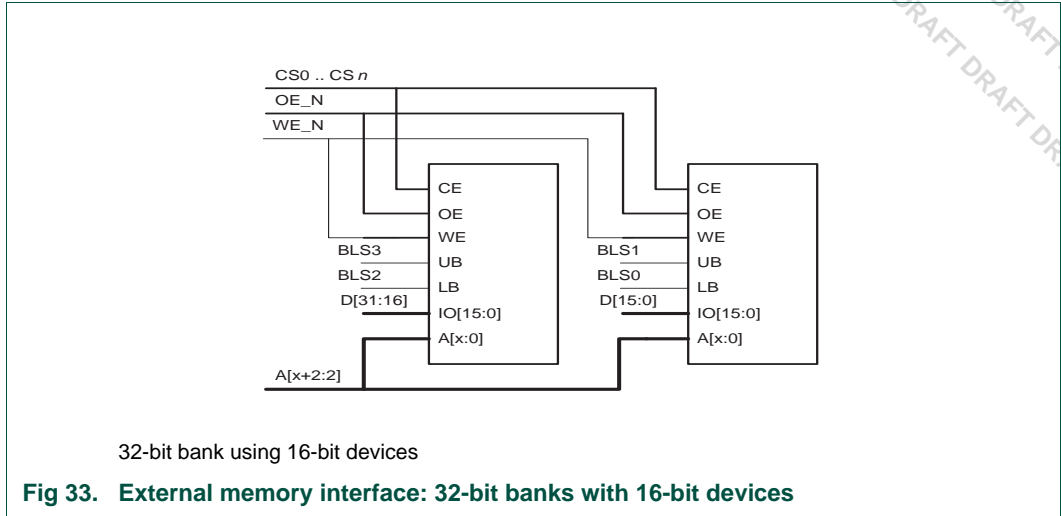 DRAFT DRAFT DRA
DRAFT
CS0 .. CS n
OE_N
WE_N
CE
OE
WE
UB
LB
IO[15:0]
A[x:0]
BLS3
BLS2
D[31:16]
CE
OE
WE
UB
LB
IO[15:0]
A[x:0]
BLS1
BLS0
D[15:0]
A[x+2:2]
32-bit bank using 16-bit devices
Fig 33. External memory interface: 32-bit banks with 16-bit devices